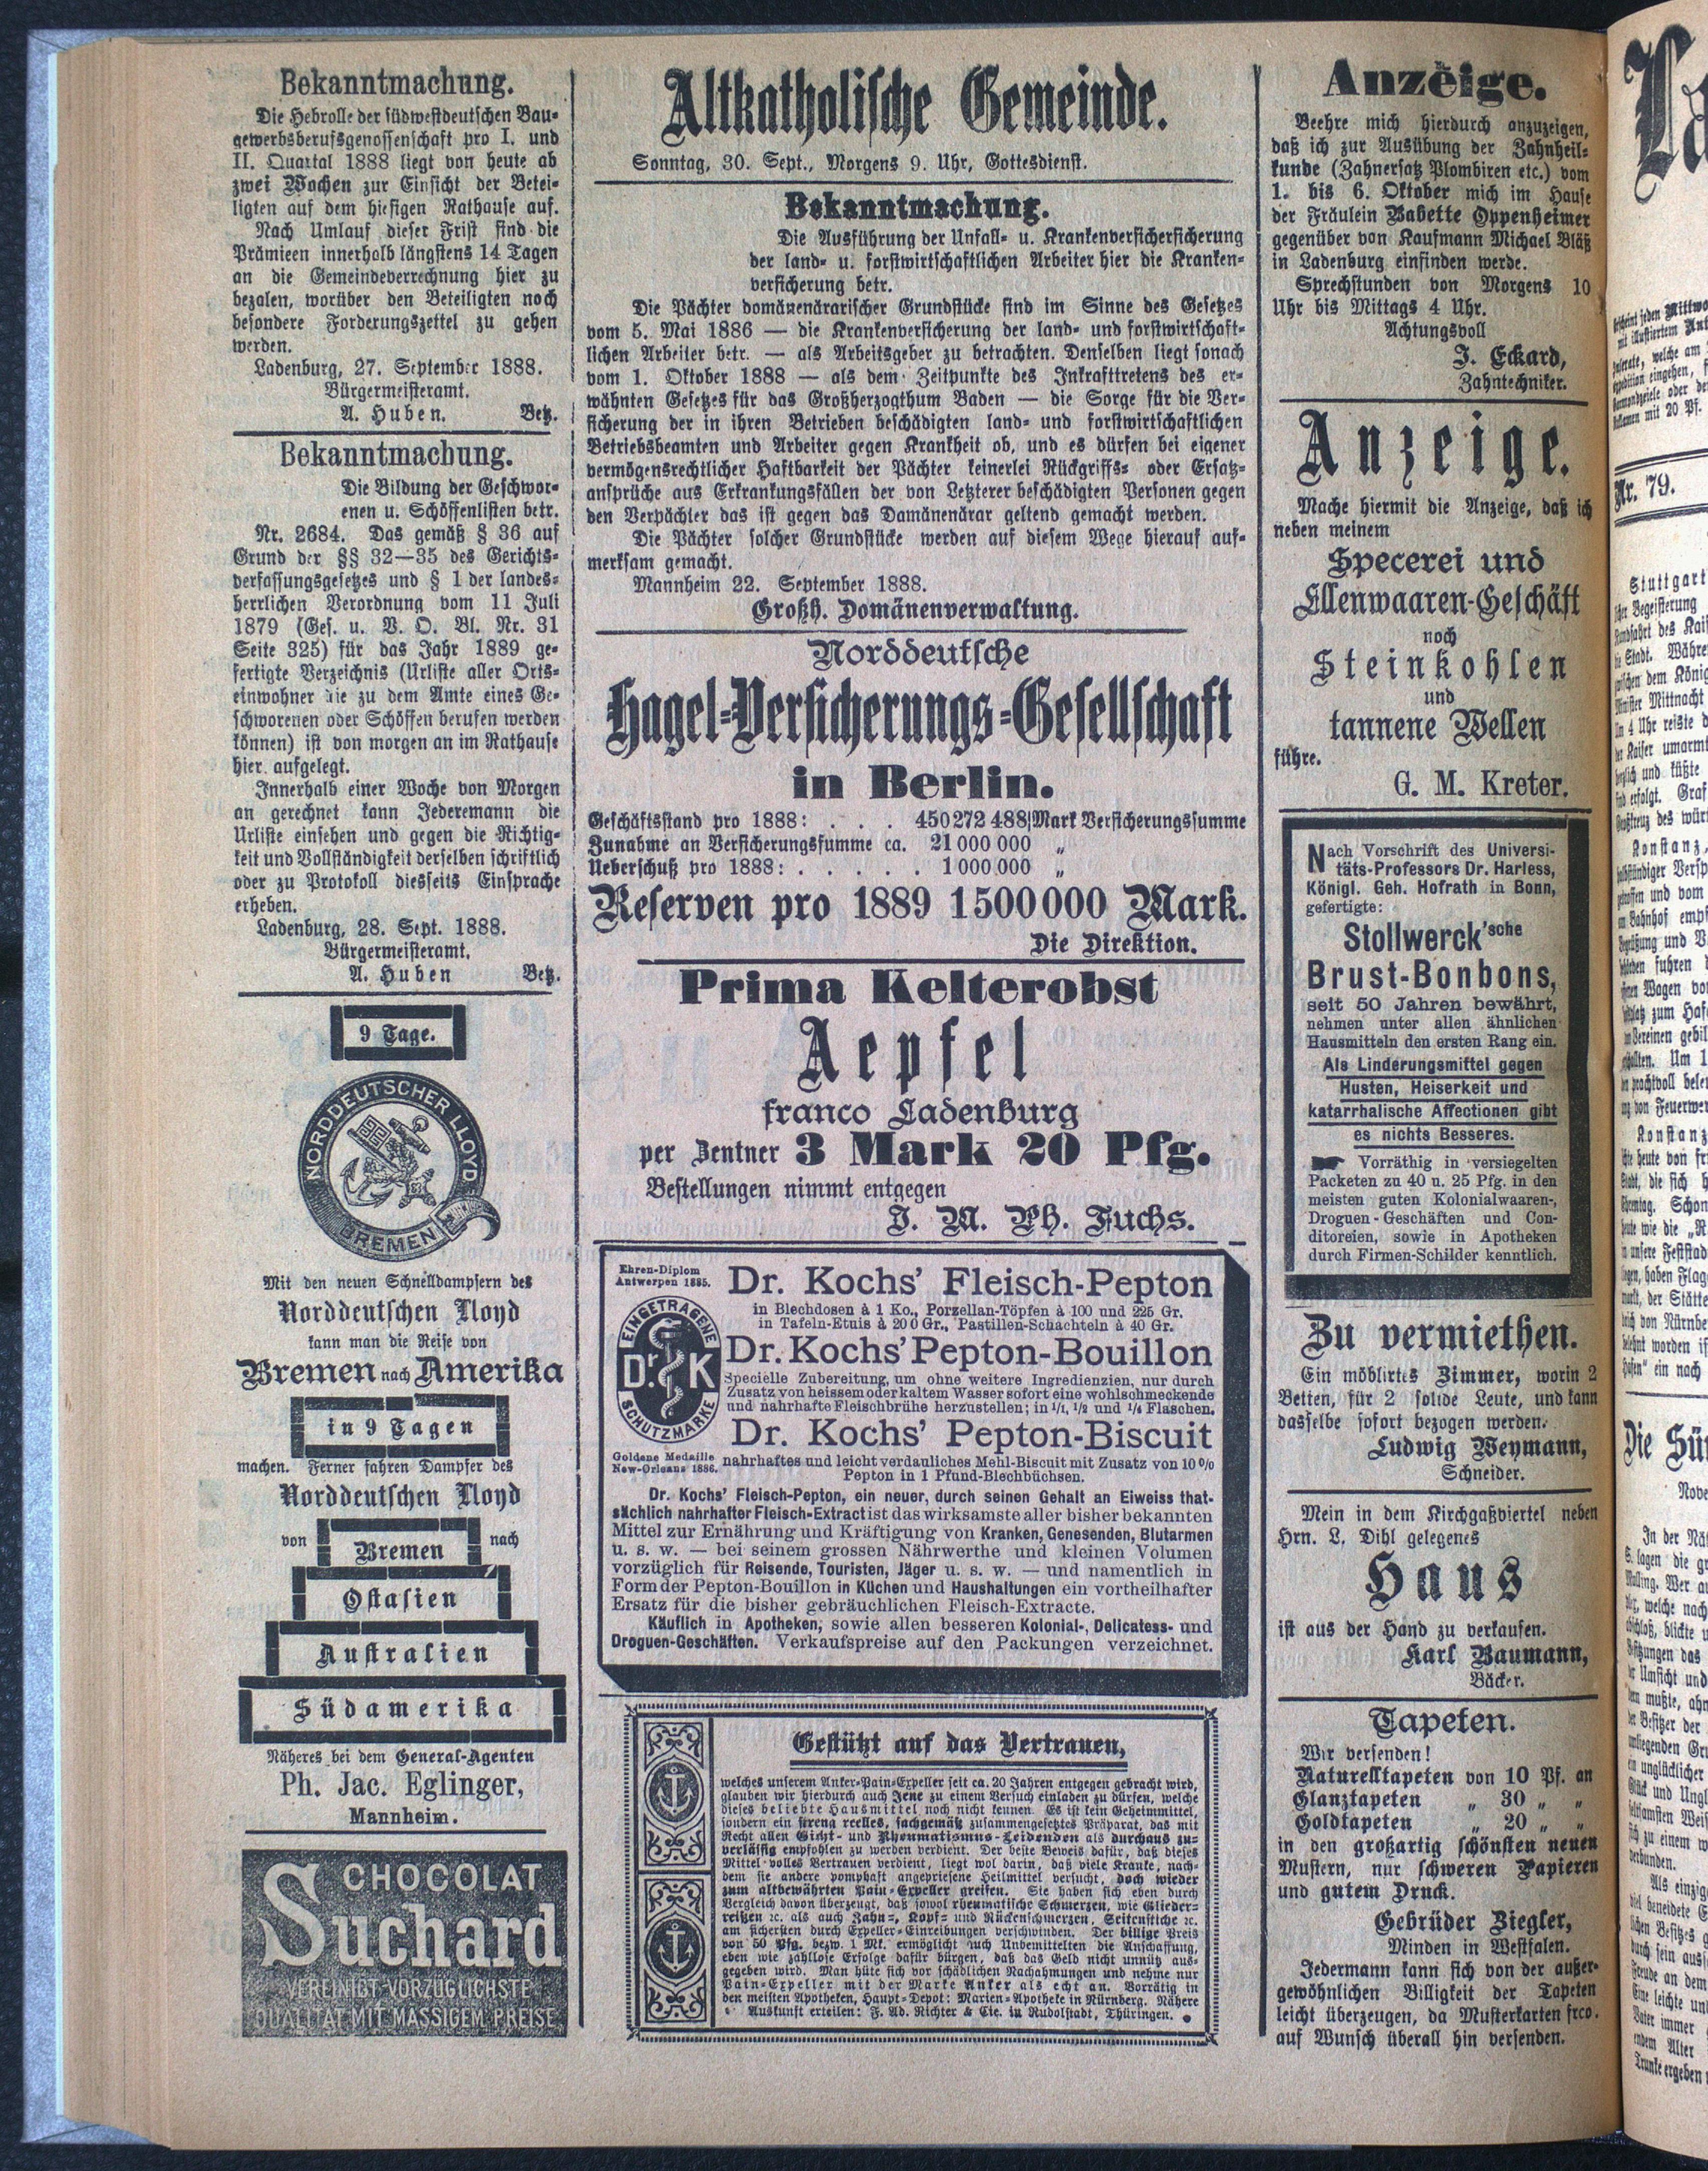 Bekanntmachung.
Die Hebrolle der südwestdeutschen Bau-
gewerbsberufsgenossenschaft pro I. und
II. Quartal 1888 liegt von heute ab
zwei Wochen zur Einsicht der Betei-
ligten auf dem hiesigen Rathause auf.
Nach Umlauf dieser Frist sind die
Prämieen innerhalb längstens 14 Tagen
an die Gemeindeverrechnung hier zu
bezalen, worüber den Beteiligten noch
besondere Forderungszettel zu gehen
werden.
Ladenburg, 27. September 1888.
Bürgermeisteramt.
A. Huben. Betz.
Bekanntmachung.
Die Bildung der Geschwor-
enen u. Schöffenlisten betr.
Nr. 2684. Das gemäß § 36 auf
Grund der §§ 32—35 des Gerichts-
verfassungsgesetzes und § 1 der landes-
herrlichen Verordnung vom 11 Juli
1879 (Ges. u. V. O. Bl. Nr. 31
Seite 325) für das Jahr 1889 ge-
fertigte Verzeichnis (Urliste aller Orts-
einwohner die zu dem Amte eines Ge-
schworenen oder Schöffen berufen werden
können) ist von morgen an im Rathause
hier aufgelegt.
Innerhalb einer Woche von Morgen
an gerechnet kann Jederemann die
Urliste einsehen und gegen die Richtig-
keit und Vollständigkeit derselben schriftlich
oder zu Protokoll diesseits Einsprache
erheben.
Ladenburg, 28. Sept. 1888.
Bürgermeisteramt.
A. Huben Betz.
9 Tage.
NORDDEUTSCHER LLOYD
BREMEN
Mit den neuen Schnelldampfern des
Norddeutschen Lloyd
kann man die Reise von
Bremen nach Amerika
in 9 Tagen
machen. Ferner fahren Dampfer des
Norddeutschen Lloyd
von Bremen nach
Ostasien
Australien
Südamerika
Näheres bei dem General-Agenten
Ph. Jac. Eglinger,
Mannheim.
CHOCOLAT
Suchard
VEREINIGT VORZÜGLICHSTE
QUALITÄT MIT MÄSSIGEM PREISE
Altkatholische Gemeinde.
Sonntag, 30. Sept., Morgens 9. Uhr, Gottesdienst.
Bekanntmachung.
Die Ausführung der Unfall- u. Krankenversichersicherung
der land- u. forstwirtschaftlichen Arbeiter hier die Kranken-
versicherung betr.
Die Pächter domänenärarischer Grundstücke sind im Sinne des Gesetzes
vom 5. Mai 1886 — die Krankenversicherung der land- und forstwirtschaft-
lichen Arbeiter betr. — als Arbeitsgeber zu betrachten. Denselben liegt sonach
vom 1. Oktober 1888 — als dem Zeitpunkte des Inkrafttretens des er-
wähnten Gesetzes für das Großherzogthum Baden — die Sorge für die Ver-
sicherung der in ihren Betrieben beschädigten land- und forstwirtschaftlichen
Betriebsbeamten und Arbeiter gegen Krankheit ob, und es dürfen bei eigener
vermögensrechtlicher Haftbarkeit der Pächter keinerlei Rückgriffs- oder Ersatz-
ansprüche aus Erkrankungsfällen der von Letzterer beschädigten Personen gegen
den Verpächter das ist gegen das Damänenärar geltend gemacht werden.
Die Pächter solcher Grundstücke werden auf diesem Wege hierauf auf-
merksam gemacht.
Mannheim 22. September 1888.
Großh. Domänenverwaltung.
Norddeutsche
Hagel-Versicherungs-Gesellschaft
in Berlin.
Geschäftsstand pro 1888: . . . 450272488 Mark Versicherungssumme
Zunahme an Versicherungssumme ca. 21 000 000 „
Ueberschuß pro 1888: . . . . . 1 000 000 „
Reserven pro 1889 1500000 Mark.
Die Direktion.
Prima Kelterobst
Aepfel
franco Ladenburg
per Zentner 3 Mark 20 Pfg.
Bestellungen nimmt entgegen
J. M. Ph. Fuchs.
Ehren-Diplom
Antwerpen 1885.
EINGETRAGENE
Dr. K
SCHUTZMARKE
Goldene Medaille
New-Orleans 1886.
Dr. Kochs' Fleisch-Pepton
in Blechdosen à 1 Ko., Porzellan-Töpfen à 100 und 225 Gr.
in Tafeln-Etuis à 200 Gr., Pastillen-Schachteln à 40 Gr.
Dr. Kochs' Pepton-Bouillon
Specielle Zubereitung, um ohne weitere Ingredienzien, nur durch
Zusatz von heissem oder kaltem Wasser sofort eine wohlschmeckende
und nahrhafte Fleischbrühe herzustellen; in 1/1, 1/2 und 1/4 Flaschen.
Dr. Kochs' Pepton-Biscuit
nahrhaftes und leicht verdauliches Mehl-Biscuit mit Zusatz von 10 %
Pepton in 1 Pfund-Blechbüchsen.
Dr. Kochs' Fleisch-Pepton, ein neuer, durch seinen Gehalt an Eiweiss that-
sächlich nahrhafter Fleisch-Extract ist das wirksamste aller bisher bekannten
Mittel zur Ernährung und Kräftigung von Kranken, Genesenden, Blutarmen
u. s. w. — bei seinem grossen Nährwerthe und kleinen Volumen
vorzüglich für Reisende, Touristen, Jäger u. s. w. — und namentlich in
Form der Pepton-Bouillon in Küchen und Haushaltungen ein vortheilhafter
Ersatz für die bisher gebräuchlichen Fleisch-Extracte.
Käuflich in Apotheken, sowie allen besseren Kolonial-, Delicatess- und
Droguen-Geschäften. Verkaufspreise auf den Packungen verzeichnet.
Gestützt auf das Vertrauen,
welches unserem Anker-Pain-Expeller seit ca. 20 Jahren entgegen gebracht wird,
glauben wir hierdurch auch Jene zu einem Versuch einladen zu dürfen, welche
dieses beliebte Hausmittel noch nicht kennen. Es ist kein Geheimmittel,
sondern ein streng reelles, sachgemäß zusammengesetztes Präparat, das mit
Recht allen Gicht- und Rheumatismus-Leidenden als durchaus zu-
verlässig empfohlen zu werden verdient. Der beste Beweis dafür, daß dieses
Mittel volles Vertrauen verdient, liegt wol darin, daß viele Kranke, nach-
dem sie andere pomphaft angepriesene Heilmittel versucht, doch wieder
zum altbewährten Pain-Expeller greifen. Sie haben sich eben durch
Vergleich davon überzeugt, daß sowol rheumatische Schmerzen, wie Glieder-
reißen ꝛc. als auch Zahn-, Kopf- und Rückenschmerzen, Seitenstiche ꝛc.
am sichersten durch Expeller-Einreibungen verschwinden. Der billige Preis
von 50 Pfg. bezw. 1 Mk. ermöglicht auch Unbemittelten die Anschaffung,
eben wie zahllose Erfolge dafür bürgen, daß das Geld nicht unnütz aus-
gegeben wird. Man hüte sich vor schädlichen Nachahmungen und nehme nur
Pain-Expeller mit der Marke Anker als echt an. Vorrätig in
den meisten Apotheken, Haupt-Depot: Marien-Apotheke in Nürnberg. Nähere
Auskunft erteilen: F. Ad. Richter & Cie. in Rudolstadt, Thüringen.
Anzeige.
Beehre mich hierdurch anzuzeigen,
daß ich zur Ausübung der Zahnheil-
kunde (Zahnersatz Plombiren etc.) vom
1. bis 6. Oktober mich im Hause
der Fräulein Babette Oppenheimer
gegenüber von Kaufmann Michael Bläß
in Ladenburg einfinden werde.
Sprechstunden von Morgens 10
Uhr bis Mittags 4 Uhr.
Achtungsvoll
J. Eckard,
Zahntechniker.
Anzeige.
Mache hiermit die Anzeige, daß ich
neben meinem
Specerei und
Ellenwaaren-Geschäft
noch
Steinkohlen
und
tannene Wellen
führe.
G. M. Kreter.
Nach Vorschrift des Universi-
täts-Professors Dr. Harless,
Königl. Geh. Hofrath in Bonn,
gefertigte:
Stollwerck'sche
Brust-Bonbons,
seit 50 Jahren bewährt,
nehmen unter allen ähnlichen
Hausmitteln den ersten Rang ein.
Als Linderungsmittel gegen
Husten, Heiserkeit und
katarrhalische Affectionen gibt
es nichts Besseres.
Vorräthig in versiegelten
Packeten zu 40 u. 25 Pfg. in den
meisten guten Kolonialwaaren-,
Droguen-Geschäften und Con-
ditoreien, sowie in Apotheken
durch Firmen-Schilder kenntlich.
Zu vermiethen.
Ein möblirtes Zimmer, worin 2
Betten, für 2 solide Leute, und kann
dasselbe sofort bezogen werden.
Ludwig Weymann,
Schneider.
Mein in dem Kirchgaßviertel neben
Hrn. L. Dihl gelegenes
Haus
ist aus der Hand zu verkaufen.
Karl Baumann,
Bäcker.
Tapeten.
Wir versenden!
Naturelltapeten von 10 Pf. an
Glanztapeten „ 30 „ „
Goldtapeten „ 20 „ „
in den großartig schönsten neuen
Mustern, nur schweren Papieren
und gutem Druck.
Gebrüder Ziegler,
Minden in Westfalen.
Jedermann kann sich von der außer-
gewöhnlichen Billigkeit der Tapeten
leicht überzeugen, da Musterkarten frco.
auf Wunsch überall hin versenden.
Nr. 79.